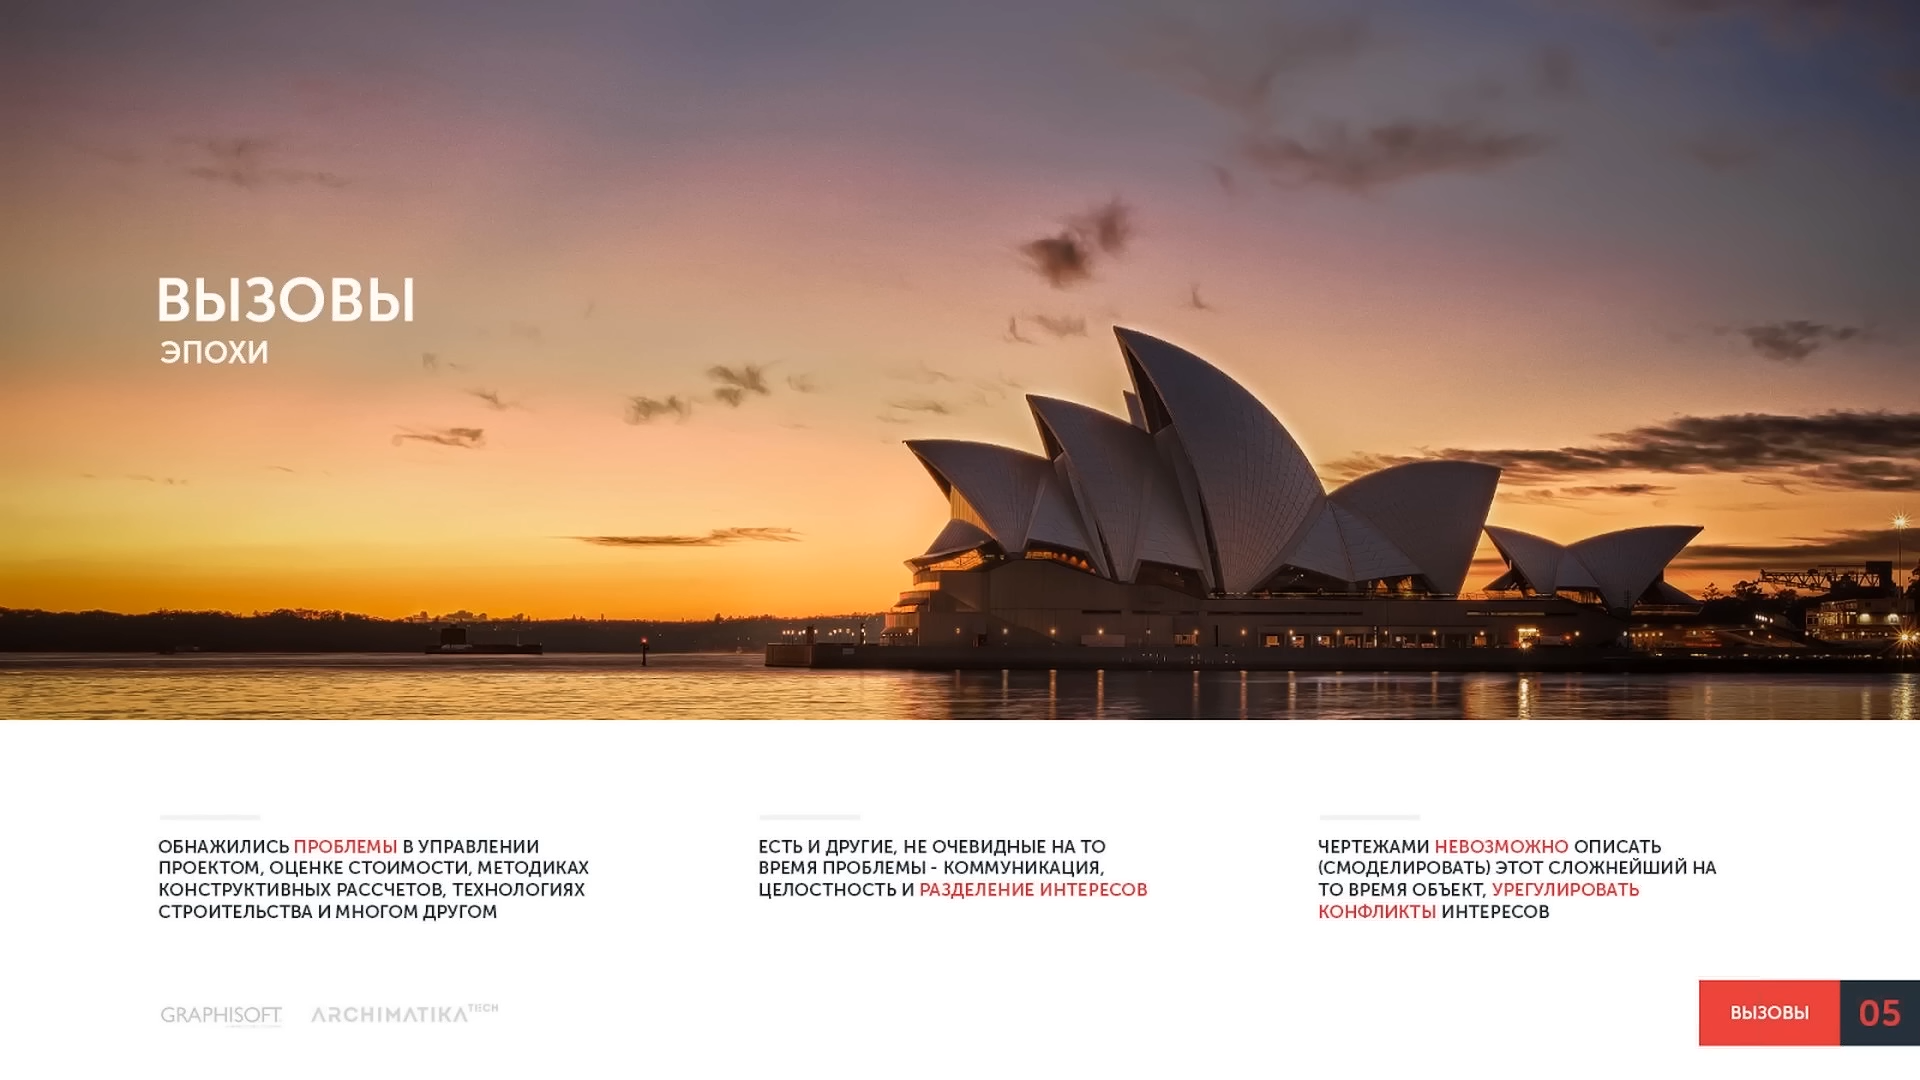 ВЫЗОВЫ
ЭПОХИ
ОБНАЖИЛИСЬ ПРОБЛЕМЫ В УПРАВЛЕНИИ
ПРОЕКТОМ, ОЦЕНКЕ СТОИМОСТИ, МЕТОДИКАХ
КОНСТРУКТИВНЫХ РАССЧЕТОВ, ТЕХНОЛОГИЯХ
СТРОИТЕЛЬСТВА И МНОГОМ ДРУГОМ
ЕСТЬ И ДРУГИЕ, НЕ ОЧЕВИДНЫЕ НА ТО
ВРЕМЯ ПРОБЛЕМЫ - КОММУНИКАЦИЯ,
ЦЕЛОСТНОСТЬ И РАЗДЕЛЕНИЕ ИНТЕРЕСОВ
ЧЕРТЕЖАМИ НЕВОЗМОЖНО ОПИСАТЬ
(СМОДЕЛИРОВАТЬ) ЭТОТ СЛОЖНЕЙШИЙ НА
ТО ВРЕМЯ ОБЪЕКТ, УРЕГУЛИРОВАТЬ
КОНФЛИКТЫ ИНТЕРЕСОВ
GRAPHISOFT ARCHIMATIKA TECH
ВЫЗОВЫ 05